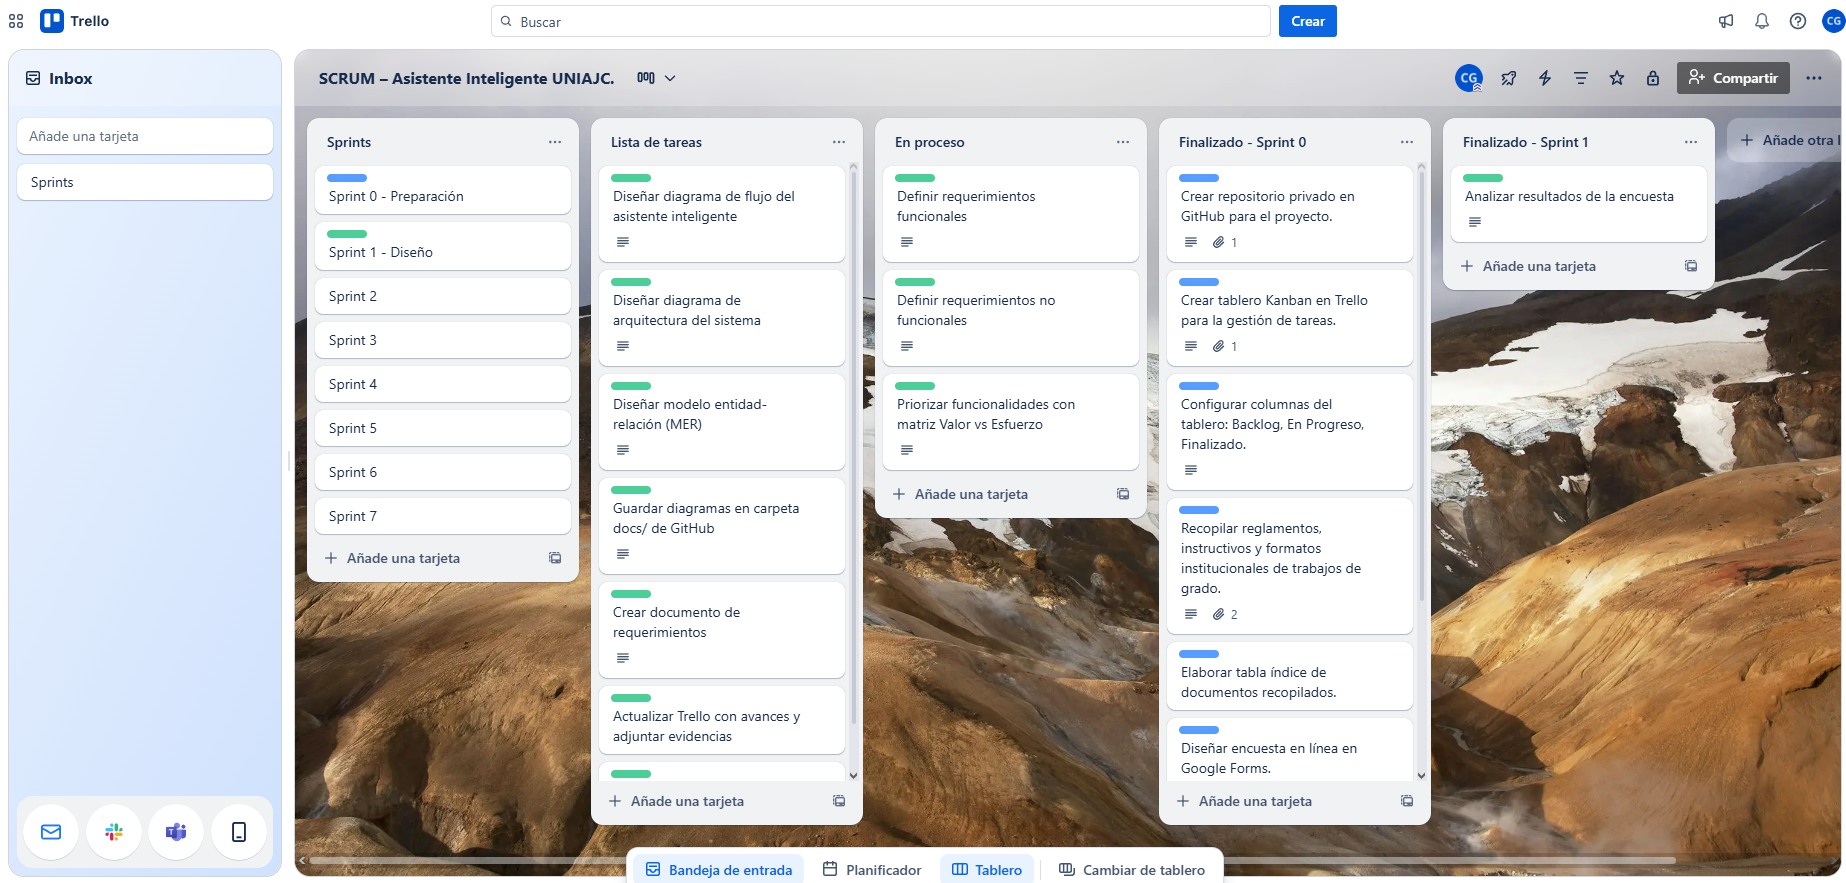 Trello
Buscar
Crear
CG
Inbox
Añade una tarjeta
Sprints
SCRUM – Asistente Inteligente UNIAJC.
CG
Compartir
Sprints
Sprint 0 - Preparación
Sprint 1 - Diseño
Sprint 2
Sprint 3
Sprint 4
Sprint 5
Sprint 6
Sprint 7
Añade una tarjeta
Lista de tareas
Diseñar diagrama de flujo del
asistente inteligente
Diseñar diagrama de
arquitectura del sistema
Diseñar modelo entidad-
relación (MER)
Guardar diagramas en carpeta
docs/ de GitHub
Crear documento de
requerimientos
Actualizar Trello con avances y
adjuntar evidencias
Añade una tarjeta
En proceso
Definir requerimientos
funcionales
Definir requerimientos no
funcionales
Priorizar funcionalidades con
matriz Valor vs Esfuerzo
Añade una tarjeta
Finalizado - Sprint 0
Crear repositorio privado en
GitHub para el proyecto.
1
Crear tablero Kanban en Trello
para la gestión de tareas.
1
Configurar columnas del
tablero: Backlog, En Progreso,
Finalizado.
Recopilar reglamentos,
instructivos y formatos
institucionales de trabajos de
grado.
2
Elaborar tabla índice de
documentos recopilados.
Diseñar encuesta en línea en
Google Forms.
Añade una tarjeta
Finalizado - Sprint 1
Analizar resultados de la encuesta
Añade una tarjeta
Añade otra l
Bandeja de entrada
Planificador
Tablero
Cambiar de tablero